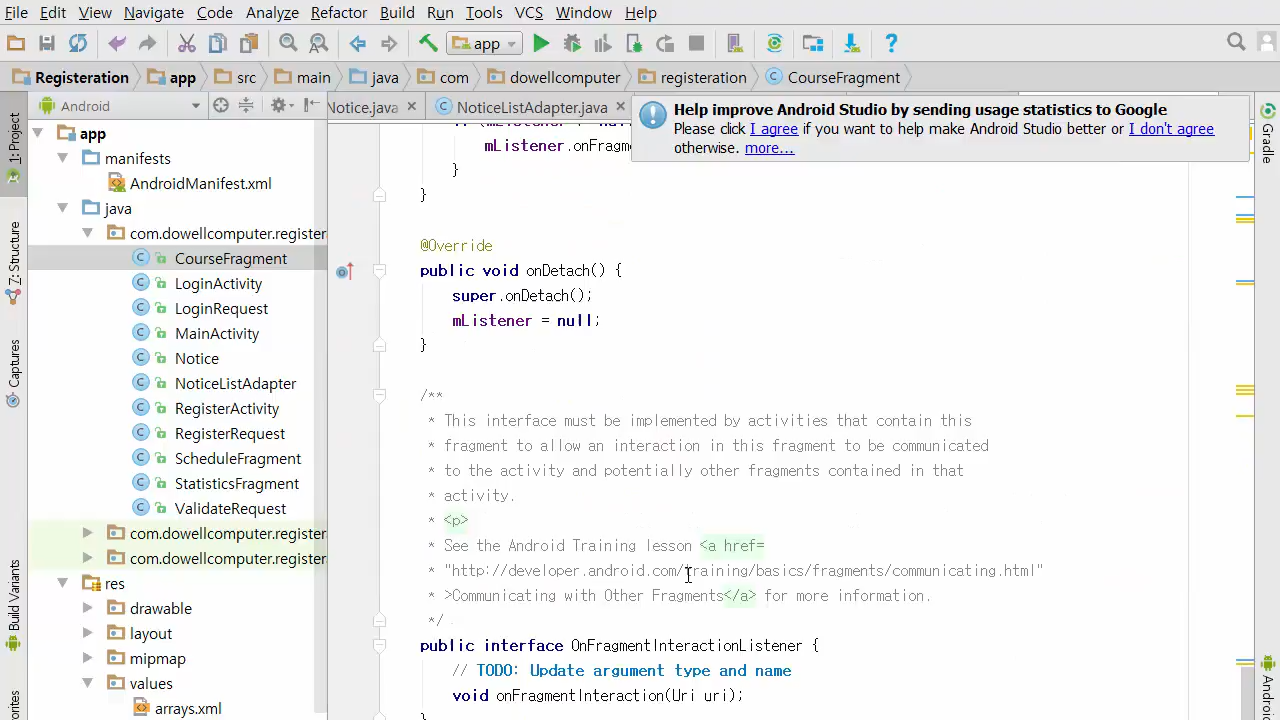 File Edit View Navigate Code Analyze Refactor Build Run Tools VCS Window Help
app
Registeration app src main java com dowellcomputer registeration CourseFragment
Android
Notice.java NoticeListAdapter.java
Help improve Android Studio by sending usage statistics to Google
Please click I agree if you want to help make Android Studio better or I don't agree
otherwise. more...
1: Project
Z: Structure
Captures
Build Variants
Gradle
app
manifests
AndroidManifest.xml
java
com.dowellcomputer.register
CourseFragment
LoginActivity
LoginRequest
MainActivity
Notice
NoticeListAdapter
RegisterActivity
RegisterRequest
ScheduleFragment
StatisticsFragment
ValidateRequest
com.dowellcomputer.register
com.dowellcomputer.register
res
drawable
layout
mipmap
values
arrays.xml
mListener.onFragm
}
}
@Override
public void onDetach() {
super.onDetach();
mListener = null;
}
/**
* This interface must be implemented by activities that contain this
* fragment to allow an interaction in this fragment to be communicated
* to the activity and potentially other fragments contained in that
* activity.
* <p>
* See the Android Training lesson <a href=
* "http://developer.android.com/training/basics/fragments/communicating.html"
* >Communicating with Other Fragments</a> for more information.
*/
public interface OnFragmentInteractionListener {
// TODO: Update argument type and name
void onFragmentInteraction(Uri uri);